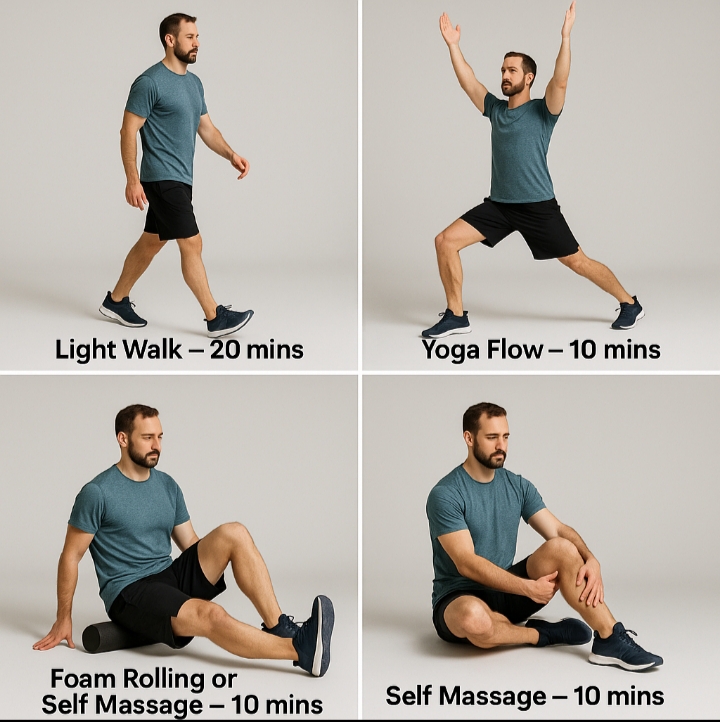 Light Walk – 20 mins
Yoga Flow – 10 mins
Foam Rolling or
Self Massage – 10 mins
Self Massage – 10 mins